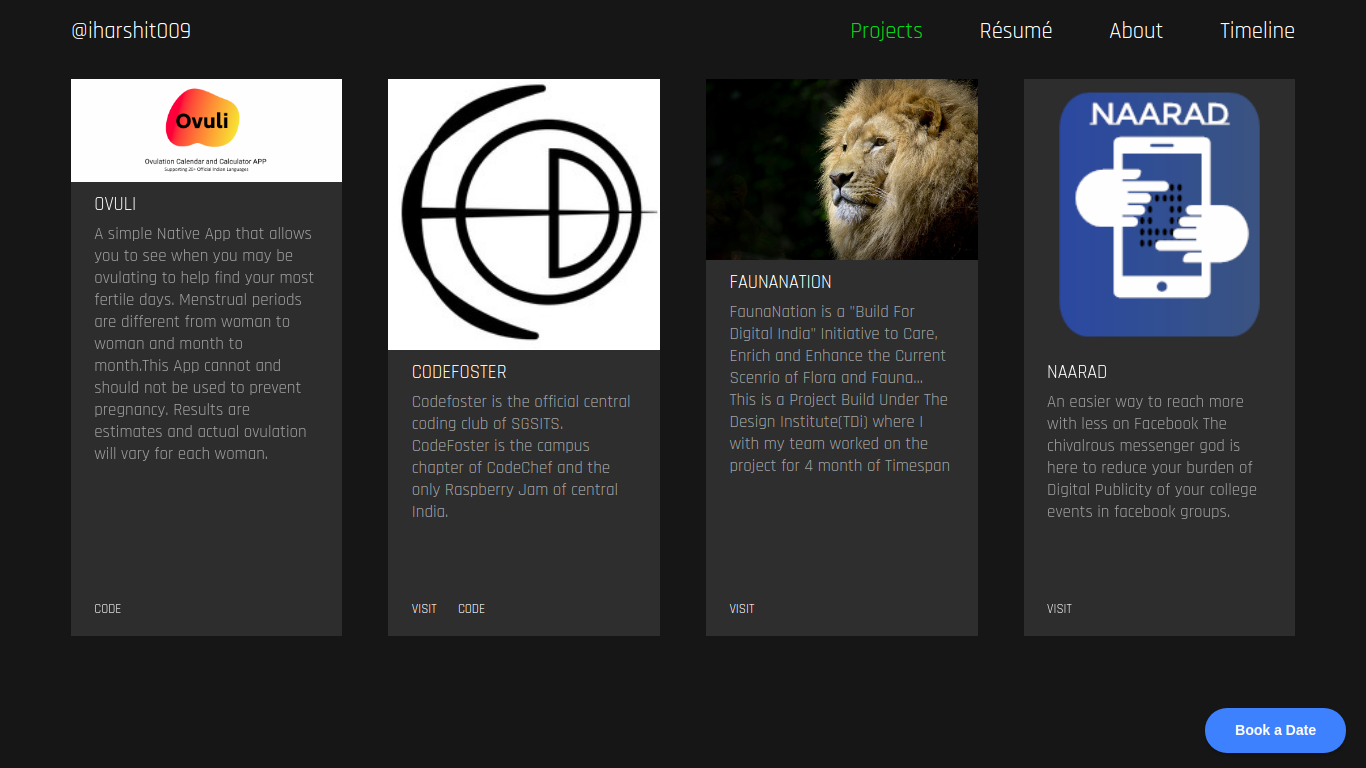 @iharshit009
Projects
Résumé
About
Timeline
Ovuli
Ovulation Calendar and Calculator APP
Supporting 20+ Official Indian Languages
OVULI
A simple Native App that allows
you to see when you may be
ovulating to help find your most
fertile days. Menstrual periods
are different from woman to
woman and month to
month.This App cannot and
should not be used to prevent
pregnancy. Results are
estimates and actual ovulation
will vary for each woman.
CODE
CODEFOSTER
Codefoster is the official central
coding club of SGSITS.
CodeFoster is the campus
chapter of CodeChef and the
only Raspberry Jam of central
India.
VISIT
CODE
FAUNANATION
FaunaNation is a "Build For
Digital India" Initiative to Care,
Enrich and Enhance the Current
Scenrio of Flora and Fauna...
This is a Project Build Under The
Design Institute(TDi) where I
with my team worked on the
project for 4 month of Timespan
VISIT
NAARAD
NAARAD
An easier way to reach more
with less on Facebook The
chivalrous messenger god is
here to reduce your burden of
Digital Publicity of your college
events in facebook groups.
VISIT
Book a Date